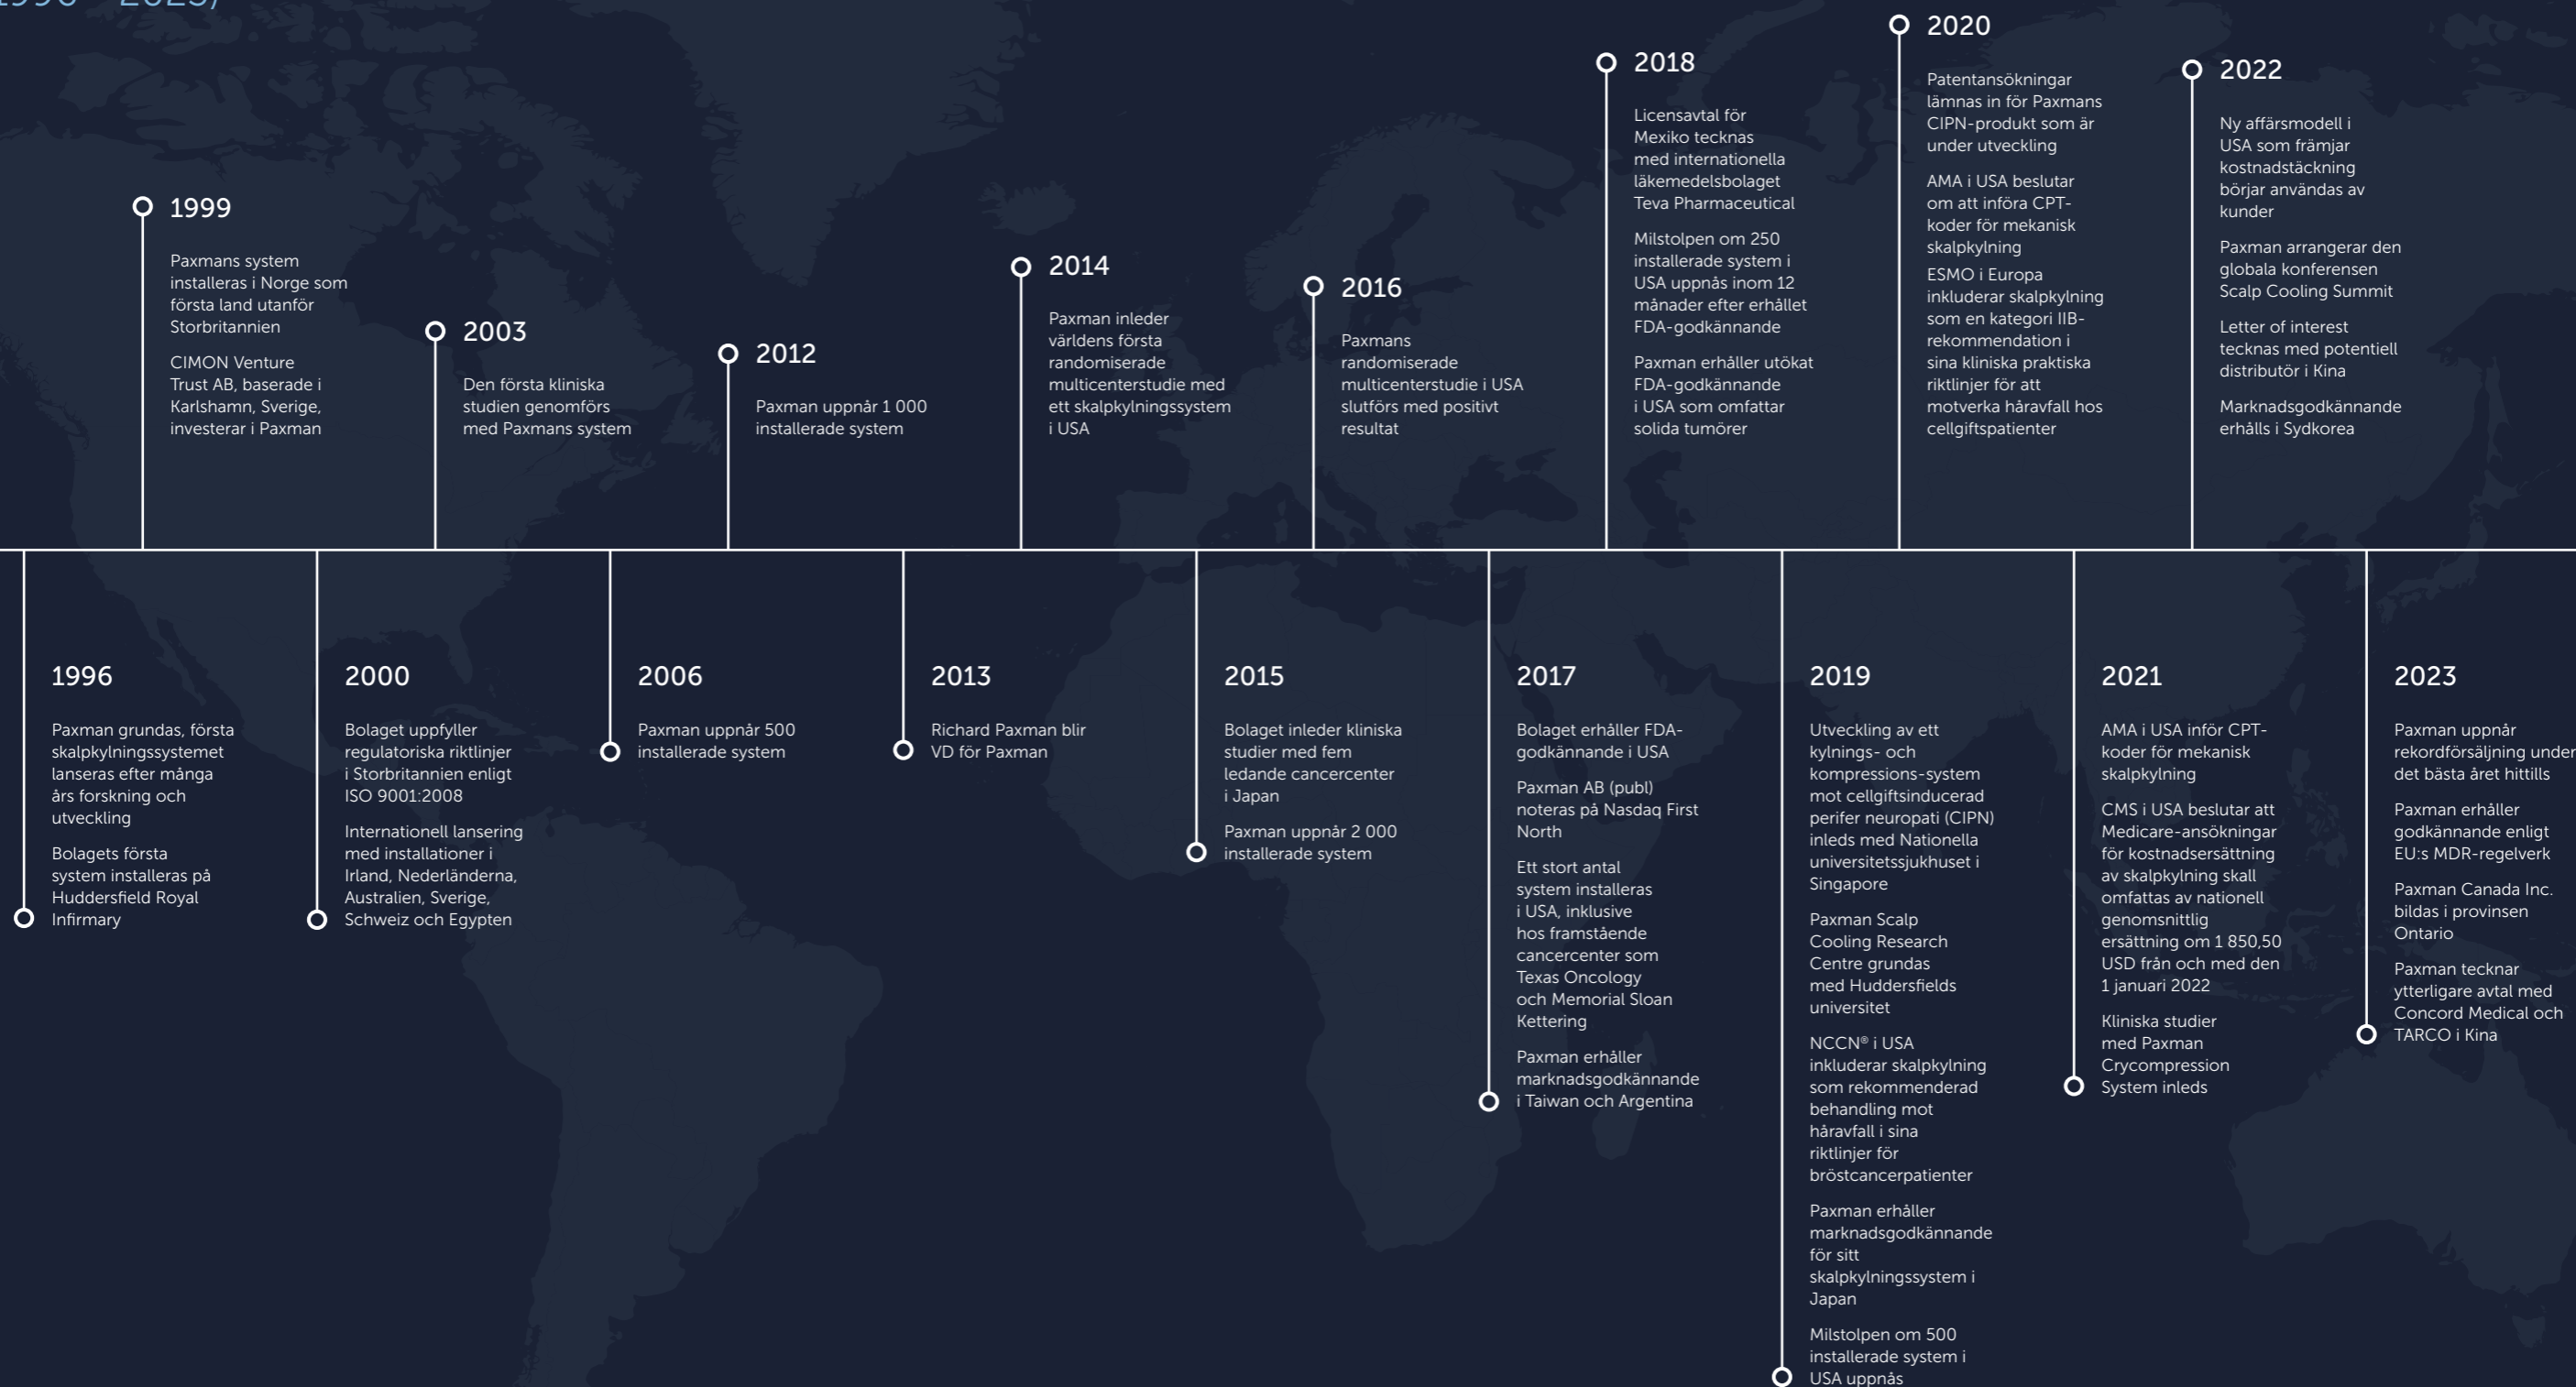 1999
Paxmans system
installeras i Norge som
första land utanför
Storbritannien
CIMON Venture
Trust AB, baserade i
Karlshamn, Sverige,
investerar i Paxman
2003
Den första kliniska
studien genomförs
med Paxmans system
2012
Paxman uppnår 1 000
installerade system
2014
Paxman inleder
världens första
randomiserade
multicenterstudie med
ett skalpkylningssystem
i USA
2016
Paxmans
randomiserade
multicenterstudie i USA
slutförs med positivt
resultat
2018
Licensavtal för
Mexiko tecknas
med internationella
läkemedelsbolaget
Teva Pharmaceutical
Milstolpen om 250
installerade system i
USA uppnås inom 12
månader efter erhållet
FDA-godkännande
Paxman erhåller utökat
FDA-godkännande
i USA som omfattar
solida tumörer
2020
Patentansökningar
lämnas in för Paxmans
CIPN-produkt som är
under utveckling
AMA i USA beslutar
om att införa CPT-
koder för mekanisk
skalpkylning
ESMO i Europa
inkluderar skalpkylning
som en kategori IIB-
rekommendation i
sina kliniska praktiska
riktlinjer för att
motverka håravfall hos
cellgiftspatienter
2022
Ny affärsmodell i
USA som främjar
kostnadstäckning
börjar användas av
kunder
Paxman arrangerar den
globala konferensen
Scalp Cooling Summit
Letter of interest
tecknas med potentiell
distributör i Kina
Marknadsgodkännande
erhålls i Sydkorea
1996
Paxman grundas, första
skalpkylningssystemet
lanseras efter många
års forskning och
utveckling
Bolagets första
system installeras på
Huddersfield Royal
Infirmary
2000
Bolaget uppfyller
regulatoriska riktlinjer
i Storbritannien enligt
ISO 9001:2008
Internationell lansering
med installationer i
Irland, Nederländerna,
Australien, Sverige,
Schweiz och Egypten
2006
Paxman uppnår 500
installerade system
2013
Richard Paxman blir
VD för Paxman
2015
Bolaget inleder kliniska
studier med fem
ledande cancercenter
i Japan
Paxman uppnår 2 000
installerade system
2017
Bolaget erhåller FDA-
godkännande i USA
Paxman AB (publ)
noteras på Nasdaq First
North
Ett stort antal
system installeras
i USA, inklusive
hos framstående
cancercenter som
Texas Oncology
och Memorial Sloan
Kettering
Paxman erhåller
marknadsgodkännande
i Taiwan och Argentina
2019
Utveckling av ett
kylnings- och
kompressions-system
mot cellgiftsinducerad
perifer neuropati (CIPN)
inleds med Nationella
universitetssjukhuset i
Singapore
Paxman Scalp
Cooling Research
Centre grundas
med Huddersfields
universitet
NCCN® i USA
inkluderar skalpkylning
som rekommenderad
behandling mot
håravfall i sina
riktlinjer för
bröstcancerpatienter
Paxman erhåller
marknadsgodkännande
för sitt
skalpkylningssystem i
Japan
Milstolpen om 500
installerade system i
USA uppnås
2021
AMA i USA inför CPT-
koder för mekanisk
skalpkylning
CMS i USA beslutar att
Medicare-ansökningar
för kostnadsersättning
av skalpkylning skall
omfattas av nationell
genomsnittlig
ersättning om 1 850,50
USD från och med den
1 januari 2022
Kliniska studier
med Paxman
Crycompression
System inleds
2023
Paxman uppnår
rekordförsäljning under
det bästa året hittills
Paxman erhåller
godkännande enligt
EU:s MDR-regelverk
Paxman Canada Inc.
bildas i provinsen
Ontario
Paxman tecknar
ytterligare avtal med
Concord Medical och
TARCO i Kina